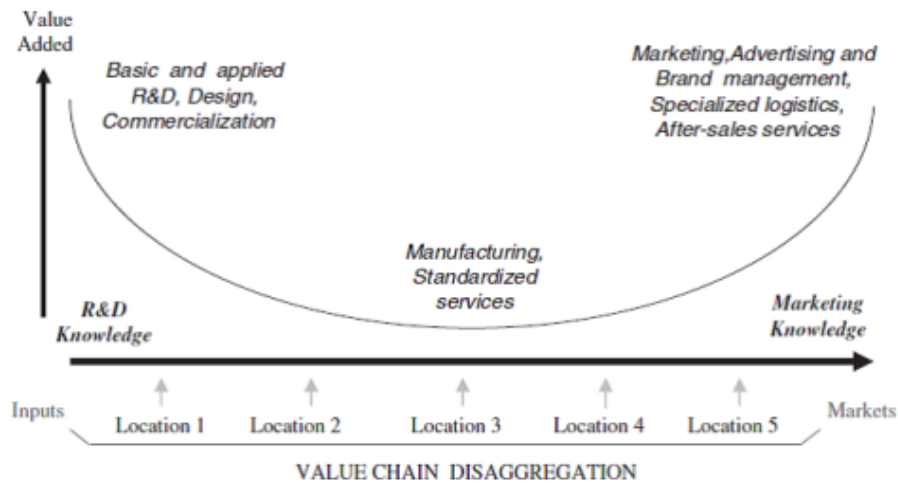 Value
Added
Basic and applied
R&D, Design,
Commercialization
Marketing,Advertising and
Brand management,
Specialized logistics,
After-sales services
Manufacturing,
Standardized
services
R&D
Knowledge
Marketing
Knowledge
Inputs
Location 1
Location 2
Location 3
Location 4
Location 5
Markets
VALUE CHAIN DISAGGREGATION